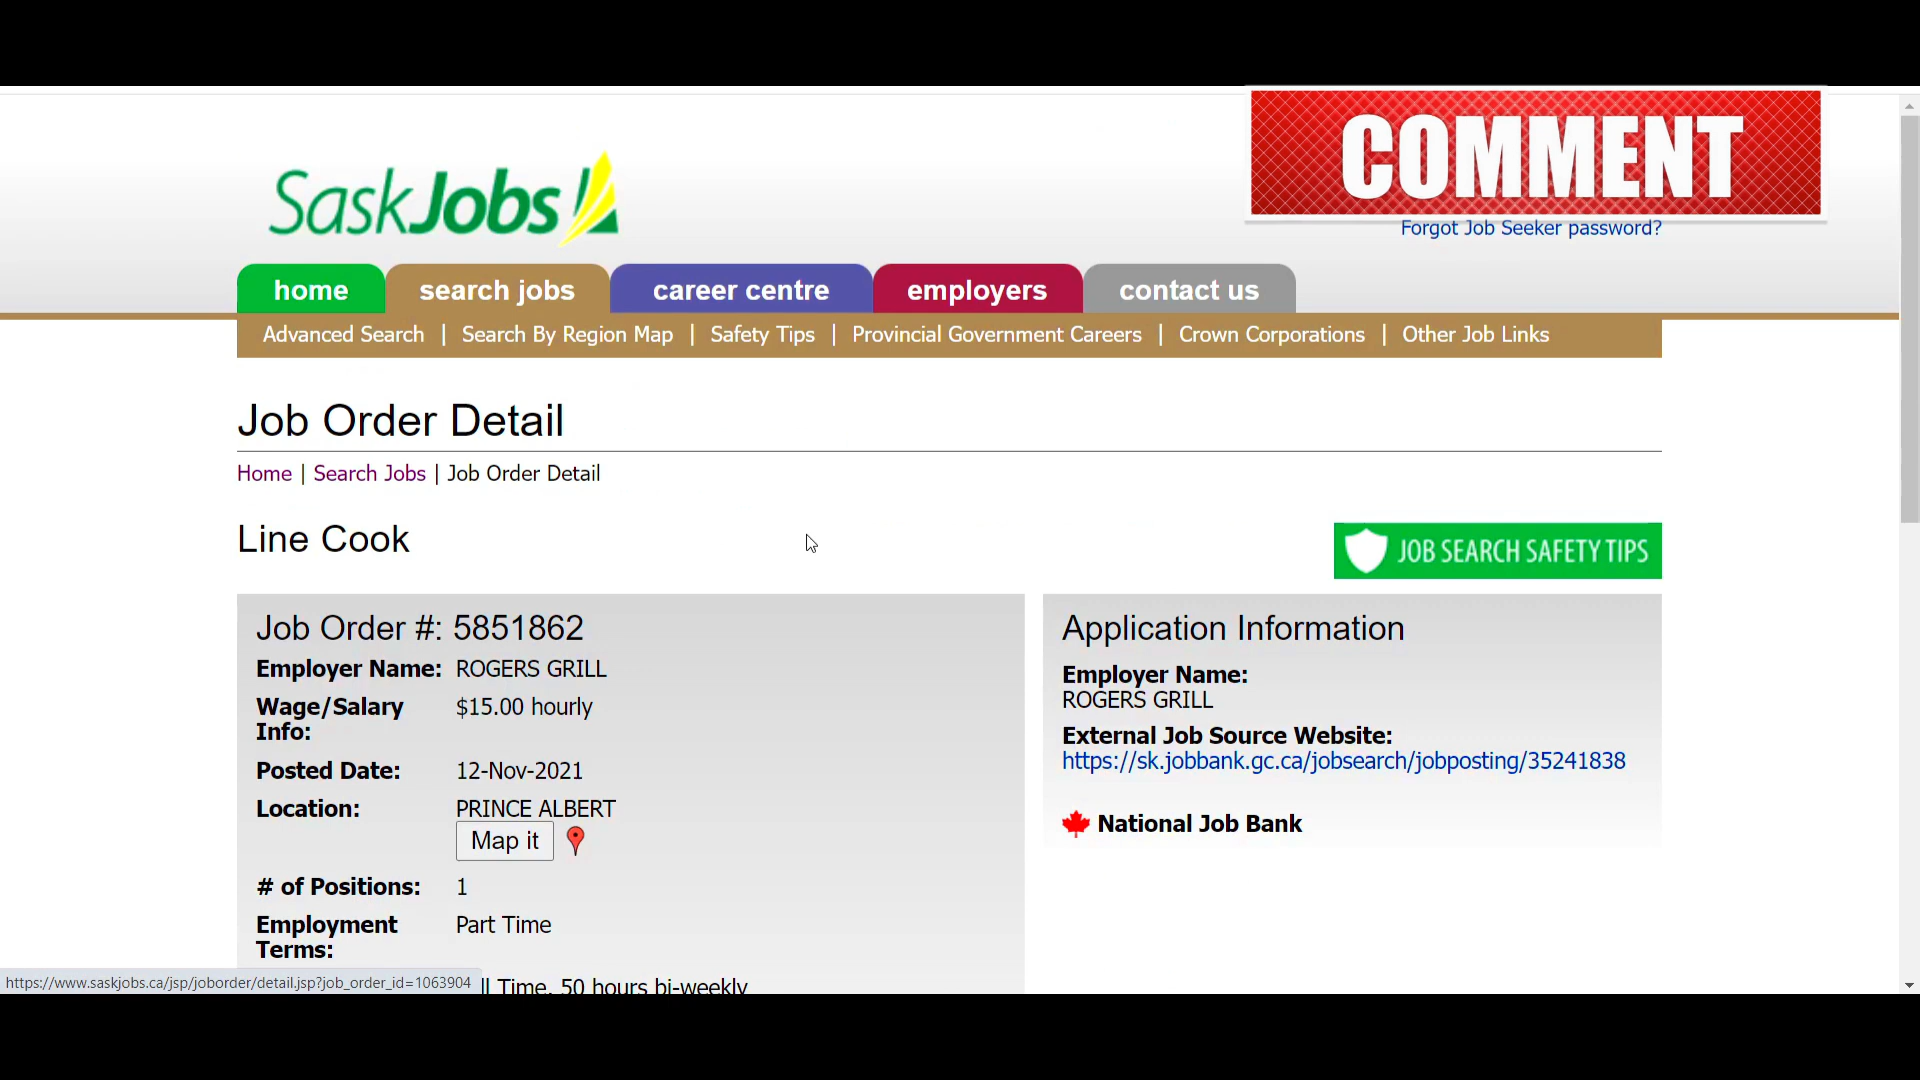 COMMENT
SaskJobs
Forgot Job Seeker password?
home search jobs career centre employers contact us
Advanced Search | Search By Region Map | Safety Tips | Provincial Government Careers | Crown Corporations | Other Job Links
Job Order Detail
Home | Search Jobs | Job Order Detail
Line Cook
JOB SEARCH SAFETY TIPS
Job Order #: 5851862
Employer Name: ROGERS GRILL
Wage/Salary Info: $15.00 hourly
Posted Date: 12-Nov-2021
Location: PRINCE ALBERT
Map it
# of Positions: 1
Employment Terms: Part Time
ll Time, 50 hours bi-weekly
Application Information
Employer Name:
ROGERS GRILL
External Job Source Website:
https://sk.jobbank.gc.ca/jobsearch/jobposting/35241838
National Job Bank
https://www.saskjobs.ca/jsp/joborder/detail.jsp?job_order_id=1063904